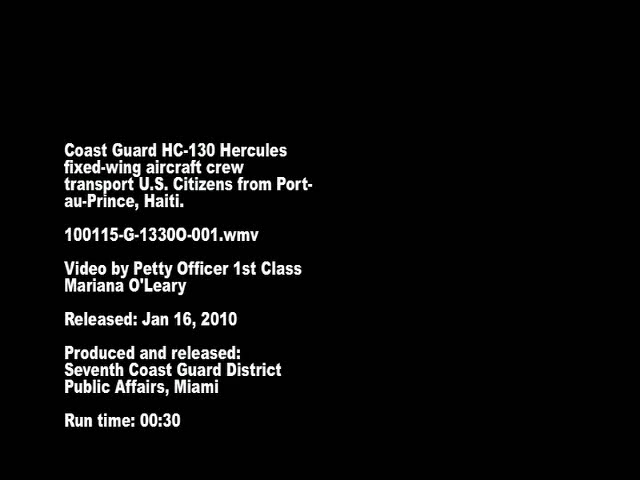 Coast Guard HC-130 Hercules
fixed-wing aircraft crew
transport U.S. Citizens from Port-
au-Prince, Haiti.
100115-G-1330O-001.wmv
Video by Petty Officer 1st Class
Mariana O'Leary
Released: Jan 16, 2010
Produced and released:
Seventh Coast Guard District
Public Affairs, Miami
Run time: 00:30